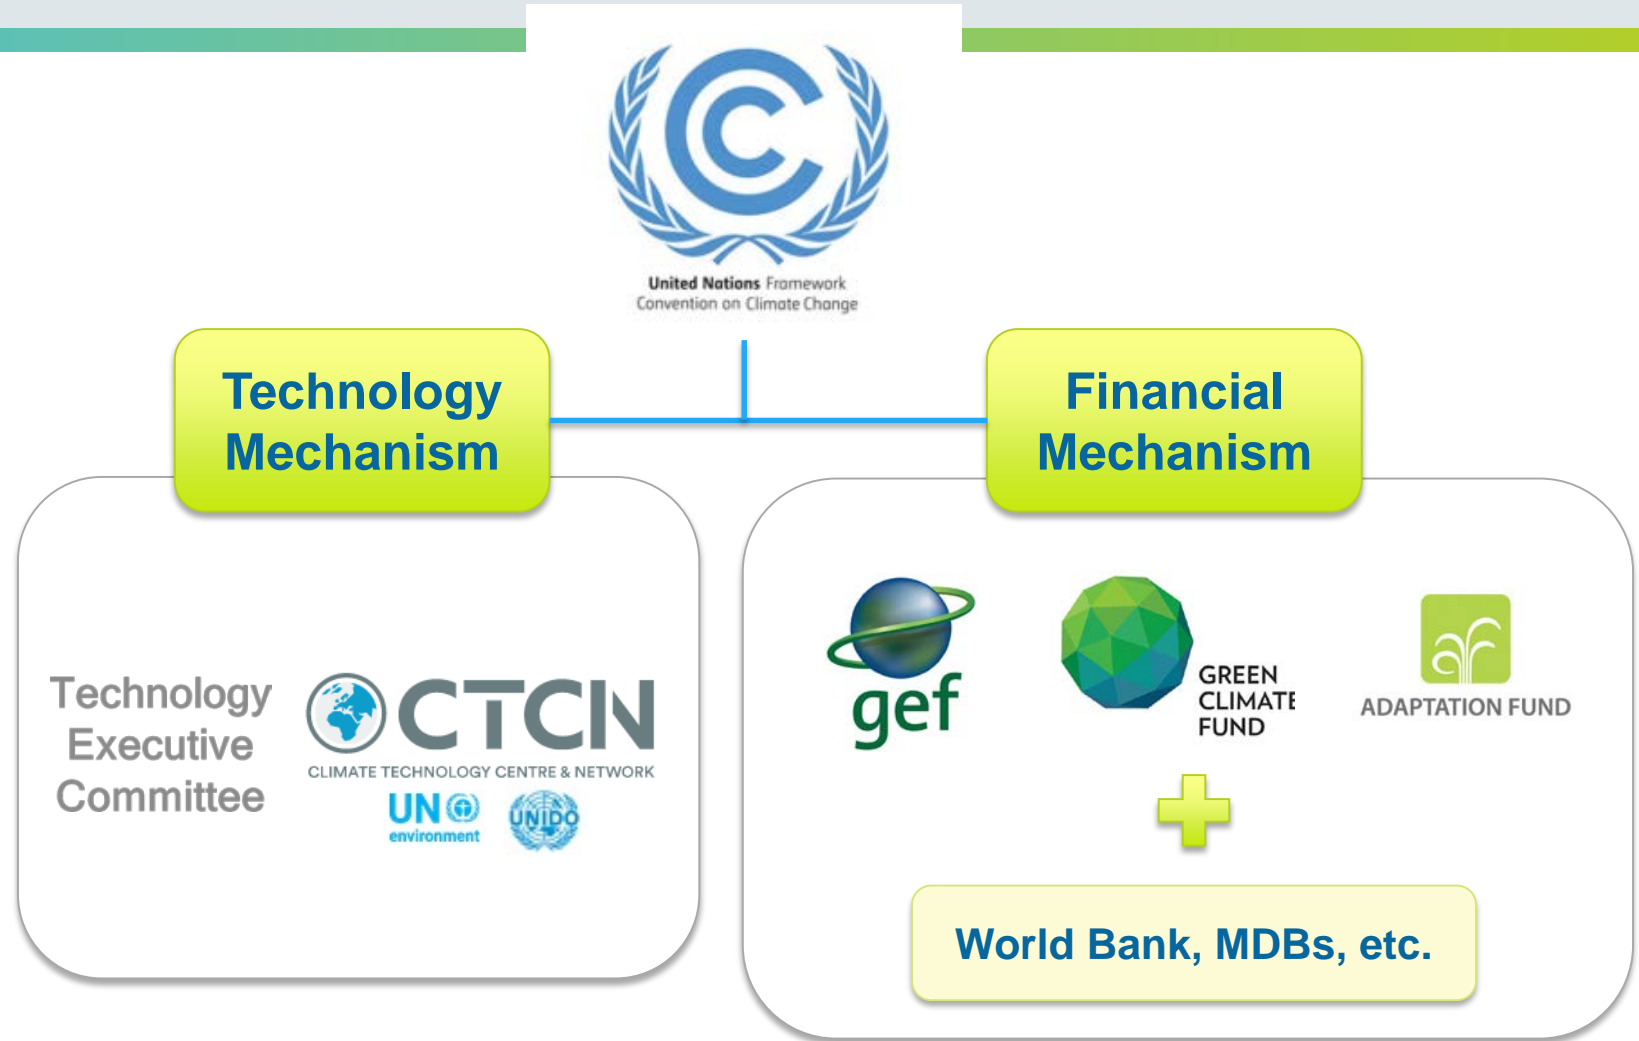 United Nations Framework
Convention on Climate Change
Technology
Mechanism
Financial
Mechanism
Technology
Executive
Committee
CTCN
CLIMATE TECHNOLOGY CENTRE & NETWORK
UN
environment
UNIDO
gef
GREEN
CLIMATE
FUND
ADAPTATION FUND
World Bank, MDBs, etc.